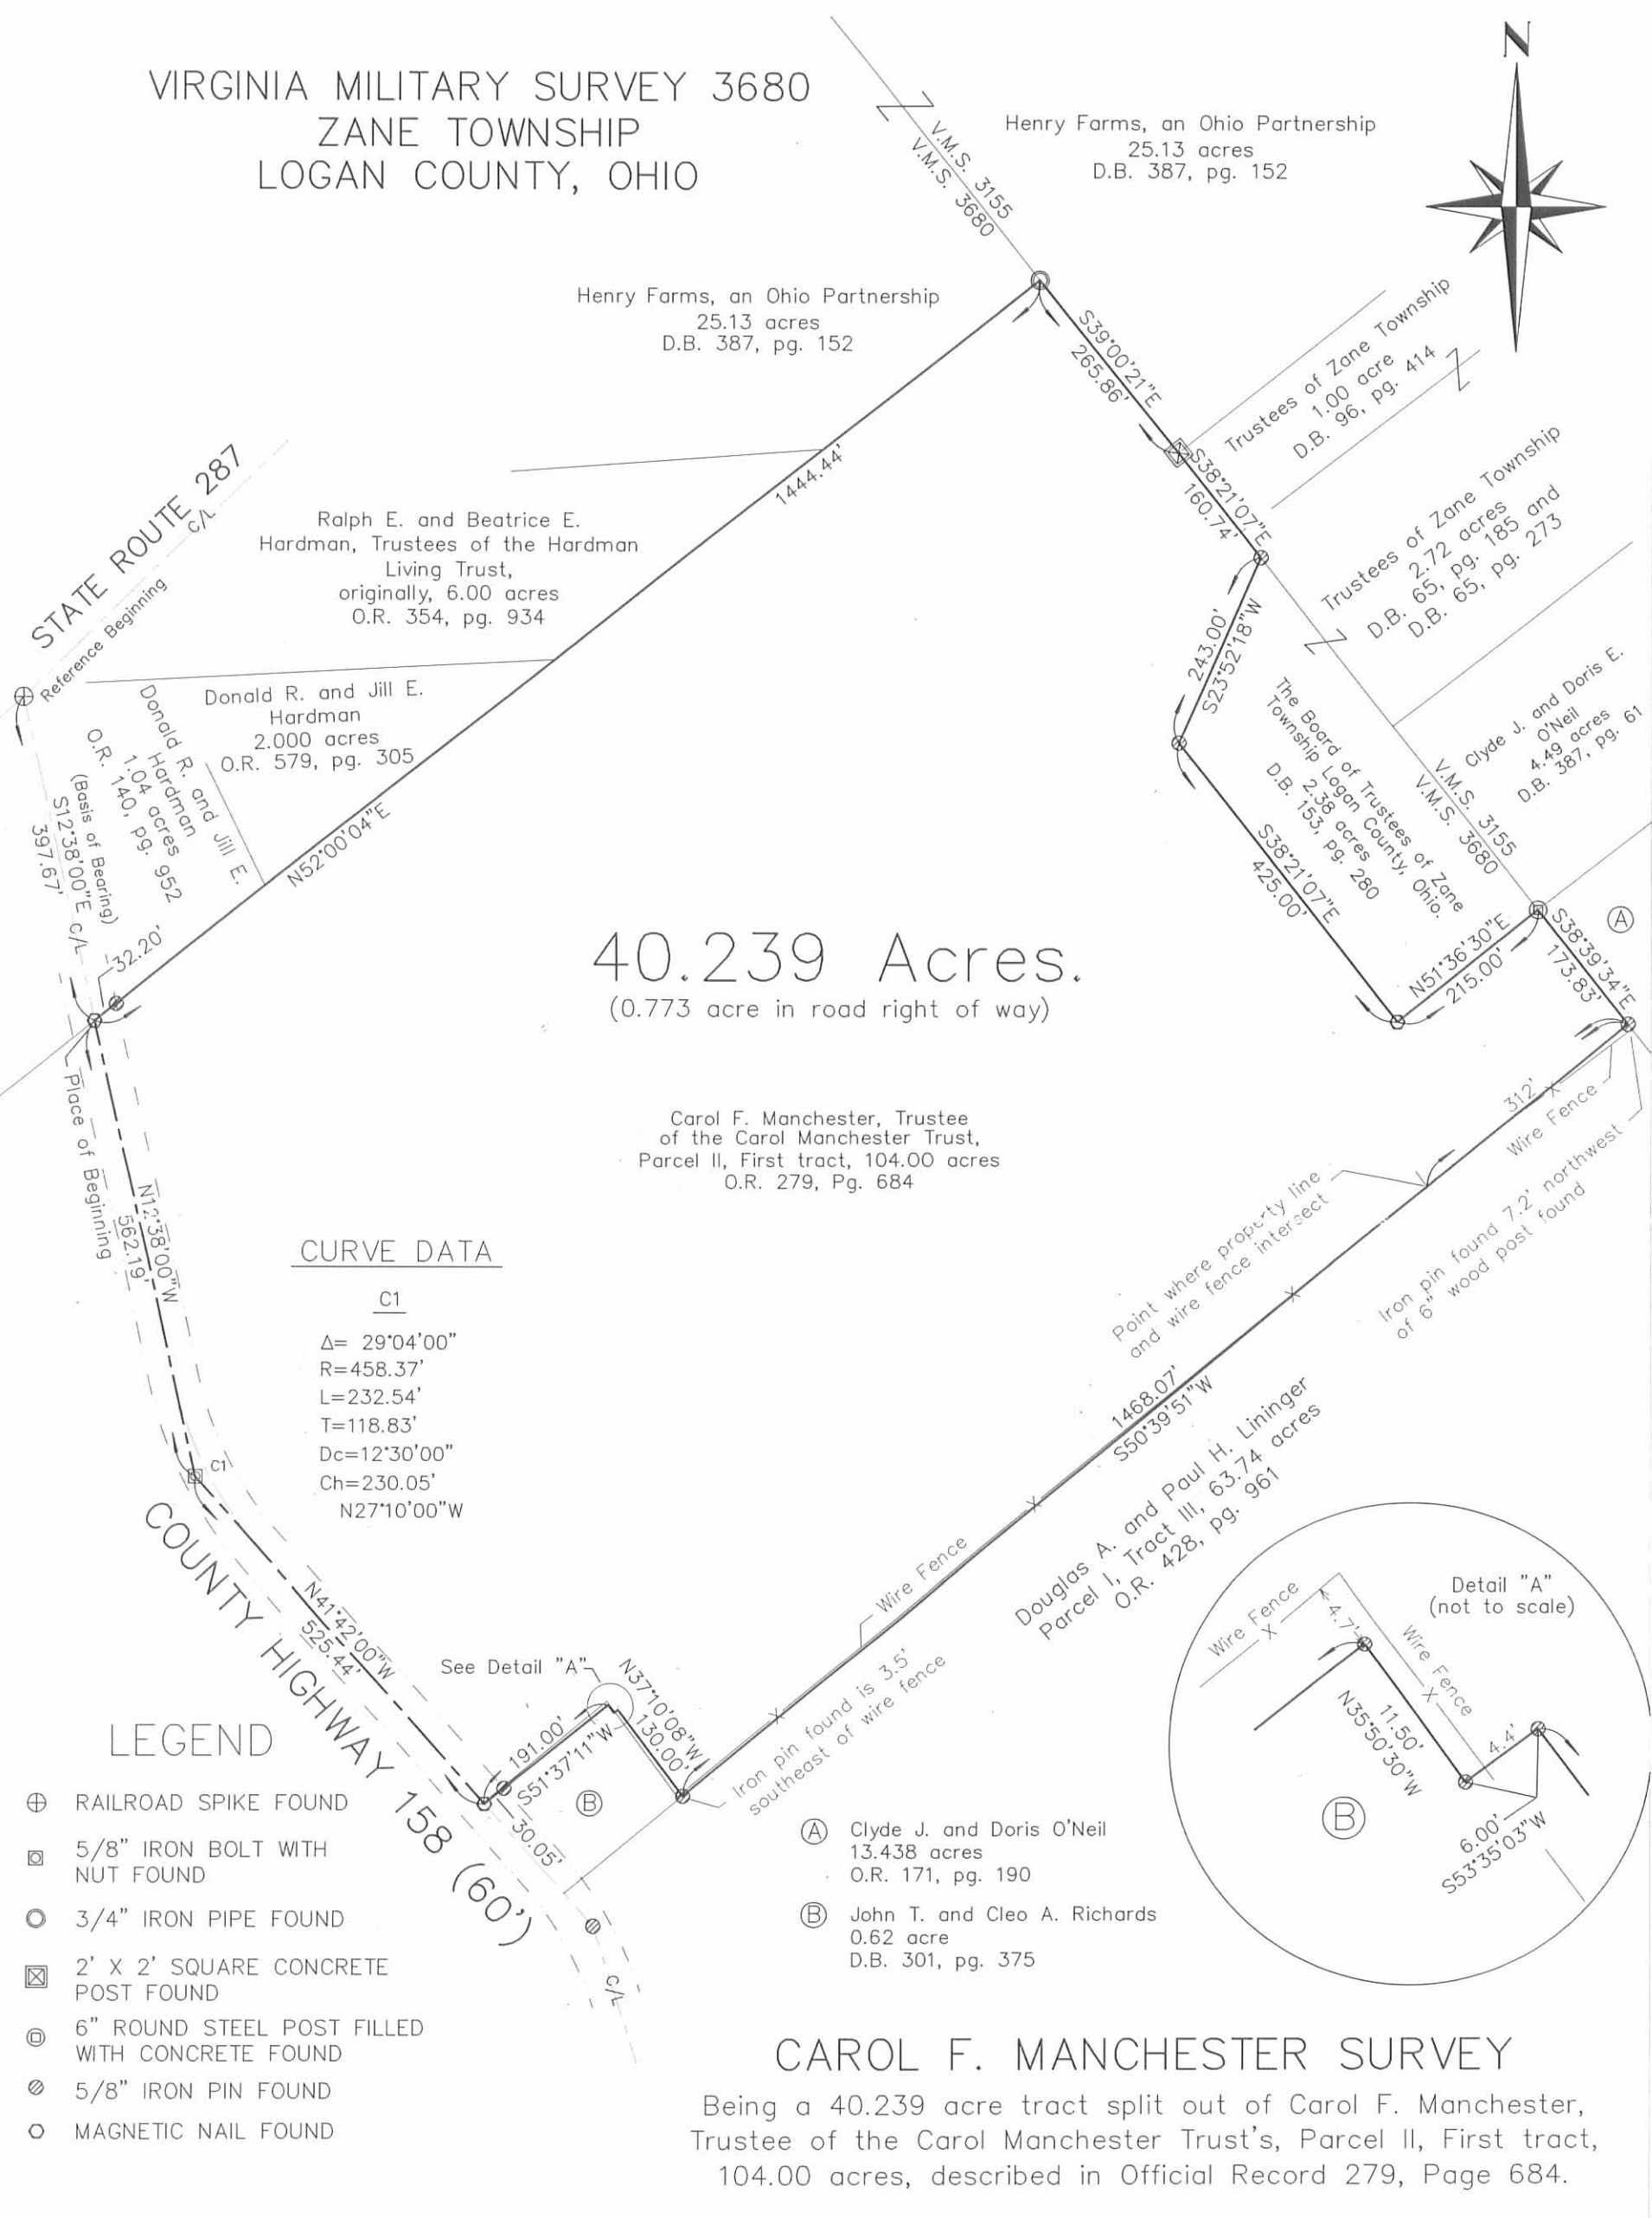 VIRGINIA MILITARY SURVEY 3680
ZANE TOWNSHIP
LOGAN COUNTY, OHIO
N
V.M.S. 3155
V.M.S. 3680
Henry Farms, an Ohio Partnership
25.13 acres
D.B. 387, pg. 152
Henry Farms, an Ohio Partnership
25.13 acres
D.B. 387, pg. 152
S39°00'21"E
265.86'
Trustees of Zane Township
1.00 acre
D.B. 96, pg. 414
S38°21'07"E
160.74'
Trustees of Zane Township
2.72 acres
D.B. 65, pg. 185 and
D.B. 65, pg. 273
1444.44'
STATE ROUTE 287
C/L
Reference Beginning
Ralph E. and Beatrice E.
Hardman, Trustees of the Hardman
Living Trust,
originally, 6.00 acres
O.R. 354, pg. 934
243.00'
S23°52'18"W
Donald R. and Jill E.
Hardman
2.000 acres
O.R. 579, pg. 305
Donald R. and Jill E.
Hardman
1.04 acres
O.R. 140, pg. 952
(Basis of Bearing)
S12°38'00"E C/L
397.67'
N52°00'04"E
32.20'
The Board of Trustees of Zane
Township Logan County, Ohio.
2.38 acres
D.B. 153, pg. 280
Clyde J. and Doris E.
O'Neil
4.49 acres
D.B. 387, pg. 61
V.M.S. 3155
V.M.S. 3680
S38°21'07"E
425.00'
N51°36'30"E
215.00'
S38°39'34"E
173.83'
A
40.239 Acres.
(0.773 acre in road right of way)
Place of Beginning
Carol F. Manchester, Trustee
of the Carol Manchester Trust,
Parcel II, First tract, 104.00 acres
O.R. 279, Pg. 684
312'
Wire Fence
Iron pin found 7.2' northwest
of 6" wood post found
Point where property line
and wire fence intersect
N12°38'00"W
562.19'
CURVE DATA
C1
Δ= 29°04'00"
R=458.37'
L=232.54'
T=118.83'
Dc=12°30'00"
Ch=230.05'
N27°10'00"W
C1
1468.07'
S50°39'51"W
Douglas A. and Paul H. Lininger
Parcel I, Tract III, 63.74 acres
O.R. 428, pg. 961
COUNTY HIGHWAY 158 (60')
N41°42'00"W
525.44'
Wire Fence
See Detail "A"
N37°10'08"W
130.00'
191.00'
S51°37'11"W
30.05'
B
Iron pin found is 3.5'
southeast of wire fence
C/L
Detail "A"
(not to scale)
Wire Fence
X
4.7'
Wire Fence
X
11.50'
N35°50'30"W
4.4'
6.00'
S53°35'03"W
B
LEGEND
RAILROAD SPIKE FOUND
5/8" IRON BOLT WITH
NUT FOUND
3/4" IRON PIPE FOUND
2' X 2' SQUARE CONCRETE
POST FOUND
6" ROUND STEEL POST FILLED
WITH CONCRETE FOUND
5/8" IRON PIN FOUND
MAGNETIC NAIL FOUND
A Clyde J. and Doris O'Neil
13.438 acres
O.R. 171, pg. 190
B John T. and Cleo A. Richards
0.62 acre
D.B. 301, pg. 375
CAROL F. MANCHESTER SURVEY
Being a 40.239 acre tract split out of Carol F. Manchester,
Trustee of the Carol Manchester Trust's, Parcel II, First tract,
104.00 acres, described in Official Record 279, Page 684.